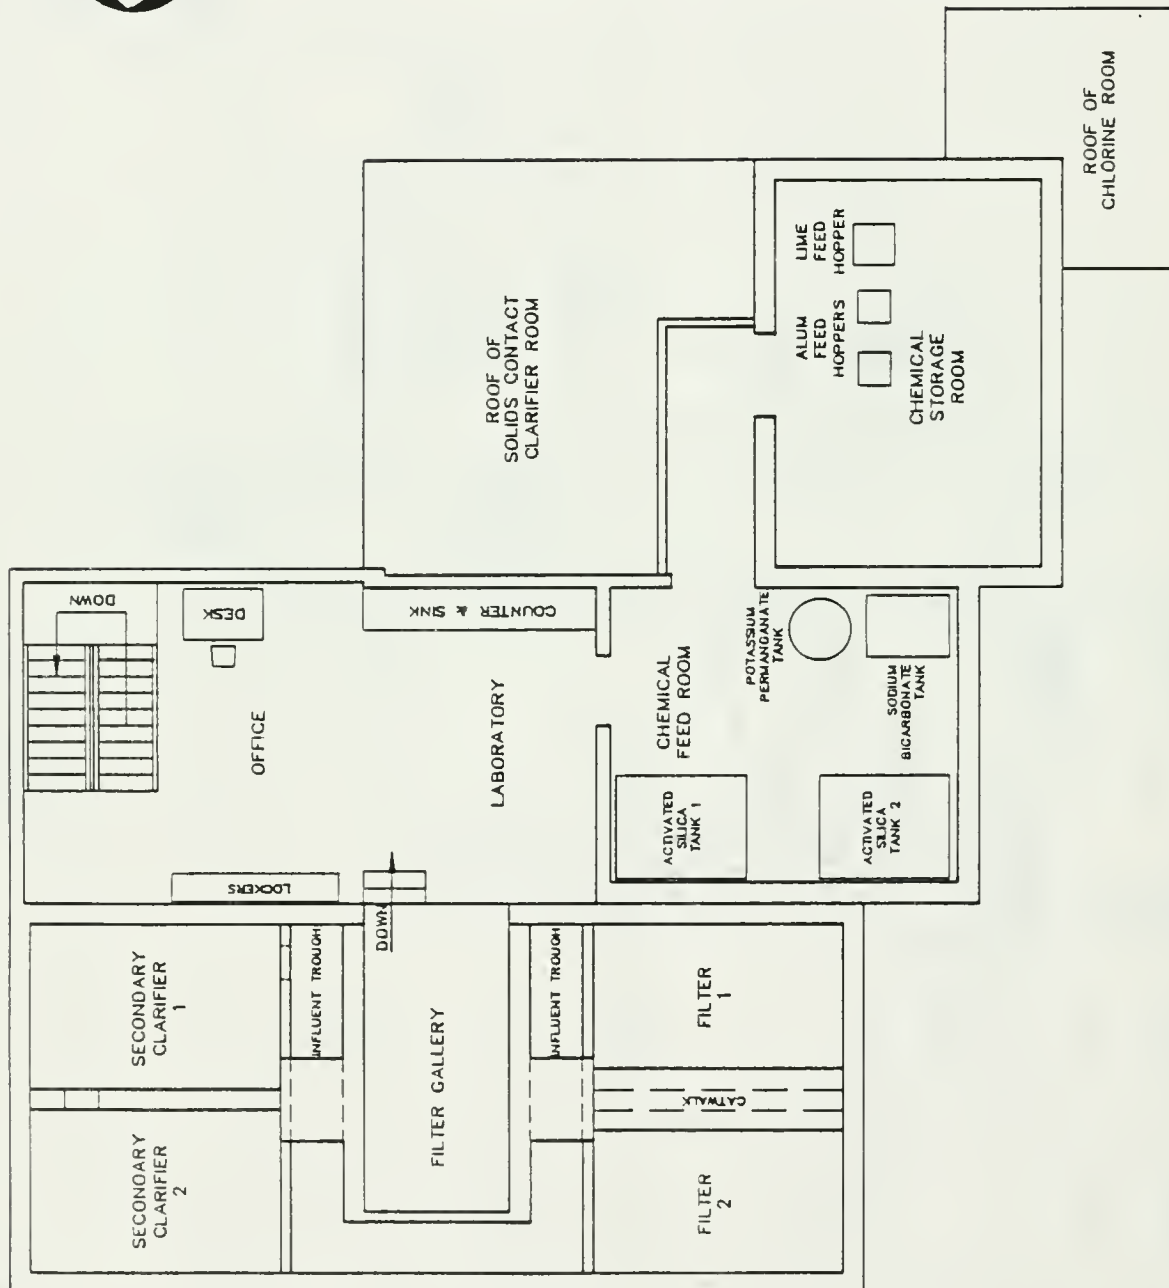 SECONDARY
CLARIFIER
2
SECONDARY
CLARIFIER
1
DOWN
DESK
OFFICE
LOCKERS
INFLUENT TROUGH
FILTER GALLERY
DOWN
INFLUENT TROUGH
LABORATORY
COUNTER & SINK
FILTER
2
CATWALK
FILTER
1
ACTIVATED
SILICA
TANK 1
ACTIVATED
SILICA
TANK 2
CHEMICAL
FEED ROOM
POTASSIUM
PERMANGANATE
TANK
SODIUM
BICARBONATE
TANK
ROOF OF
SOLIDS CONTACT
CLARIFIER ROOM
ALUM
FEED
HOPPERS
LIME
FEED
HOPPER
CHEMICAL
STORAGE
ROOM
ROOF OF
CHLORINE ROOM